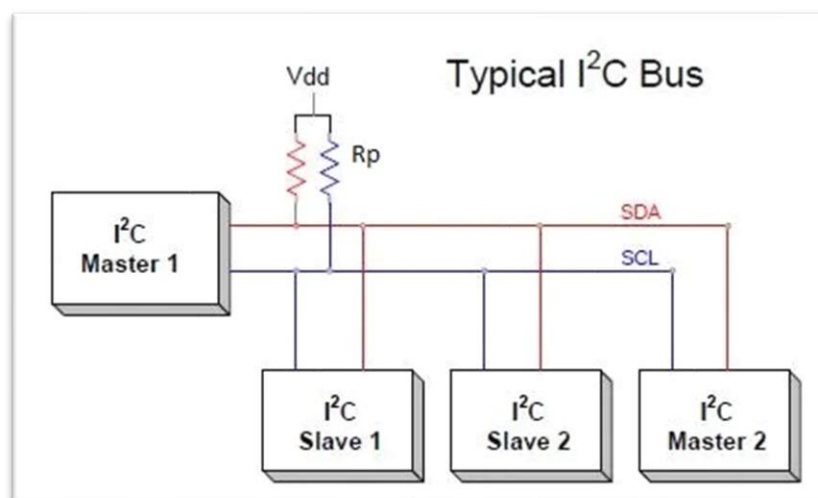 Typical I²C Bus
Vdd
Rp
SDA
SCL
I²C
Master 1
I²C
Slave 1
I²C
Slave 2
I²C
Master 2